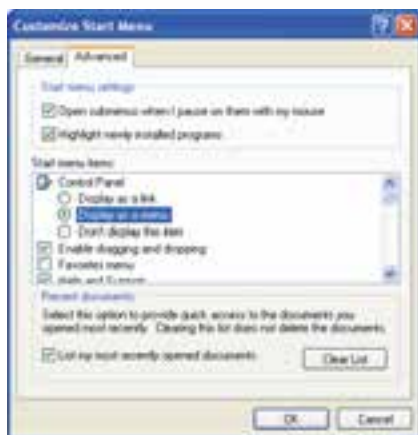 Customize Start Menu
General Advanced
Start menu settings
Open submenus when I pause on them with my mouse
Highlight newly installed programs
Start menu items:
Control Panel
Display as a link
Display as a menu
Don't display this item
Enable dragging and dropping
Favorites menu
Help and Support
Recent documents
Select this option to provide quick access to the documents you
opened most recently. Clearing this list does not delete the documents.
List my most recently opened documents
Clear List
OK Cancel